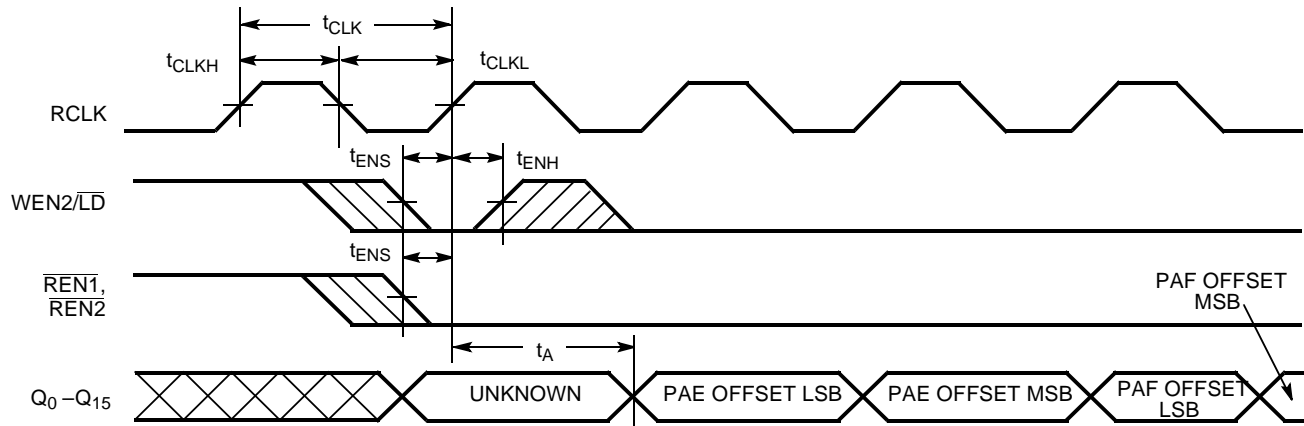 tCLK
tCLKH
tCLKL
RCLK
tENS
tENH
WEN2/LD
tENS
REN1,
REN2
PAF OFFSET
MSB
tA
Q0 –Q15
UNKNOWN
PAE OFFSET LSB
PAE OFFSET MSB
PAF OFFSET
LSB